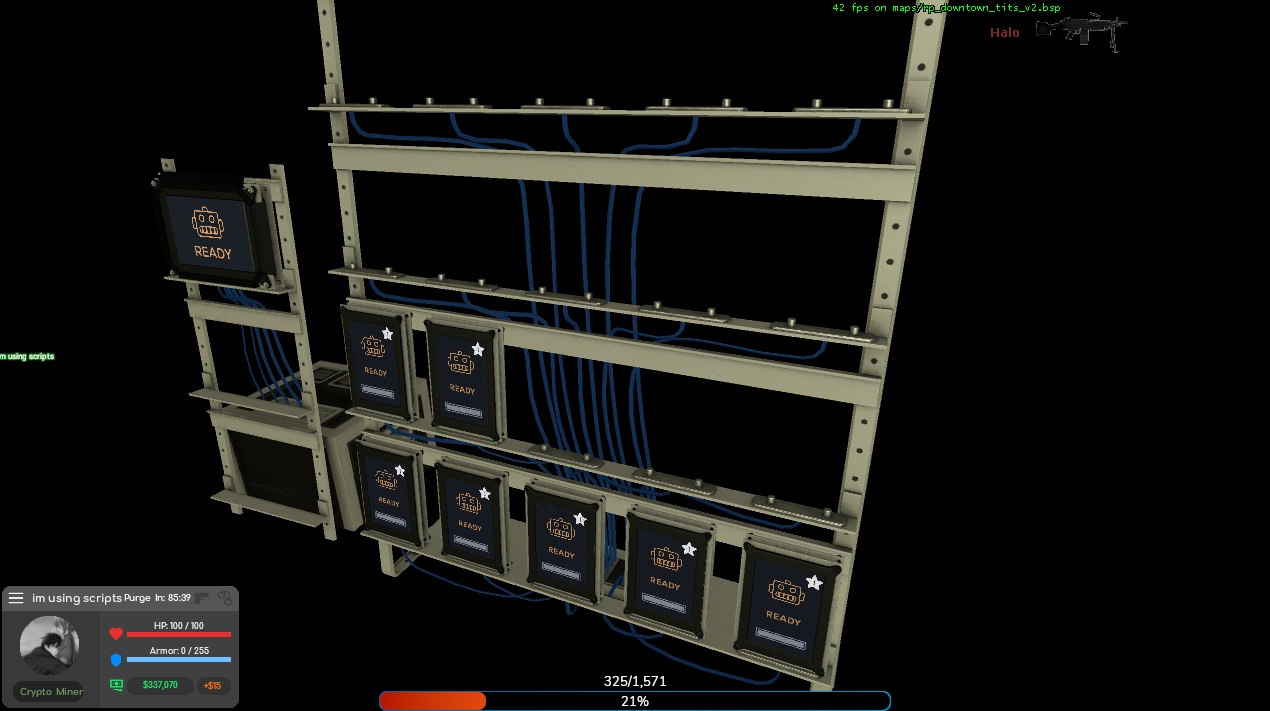 42 fps on maps/rp_downtown_tits_v2.bsp
Halo
READY
m using scripts
READY
READY
READY
READY
READY
READY
READY
im using scripts
Purge In: 85:39
HP: 100 / 100
Armor: 0 / 255
$337,070
+$15
Crypto Miner
325/1,571
21%